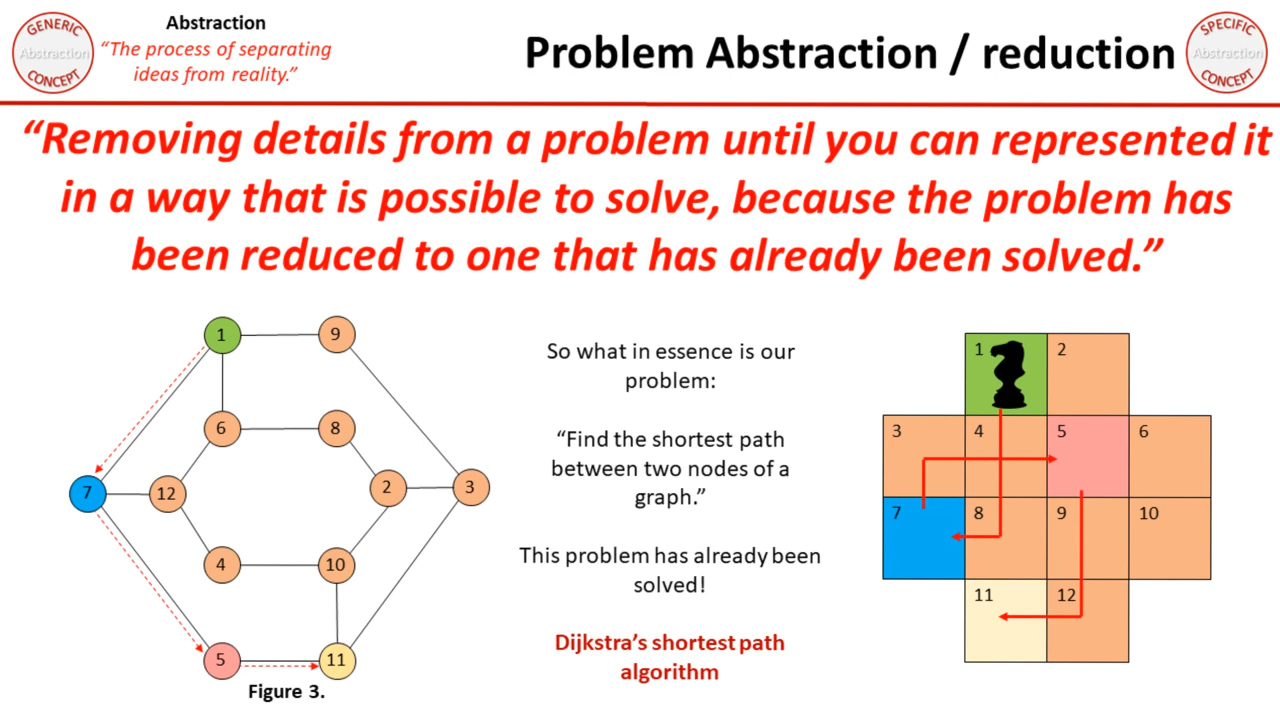 GENERIC
Abstraction
CONCEPT
Abstraction
“The process of separating
ideas from reality.”
Problem Abstraction / reduction
SPECIFIC
Abstraction
CONCEPT
“Removing details from a problem until you can represented it
in a way that is possible to solve, because the problem has
been reduced to one that has already been solved.”
1
9
6
8
7
12
2
3
4
10
5
11
Figure 3.
So what in essence is our
problem:
“Find the shortest path
between two nodes of a
graph.”
This problem has already been
solved!
Dijkstra’s shortest path
algorithm
1 2
3 4 5 6
7 8 9 10
11 12